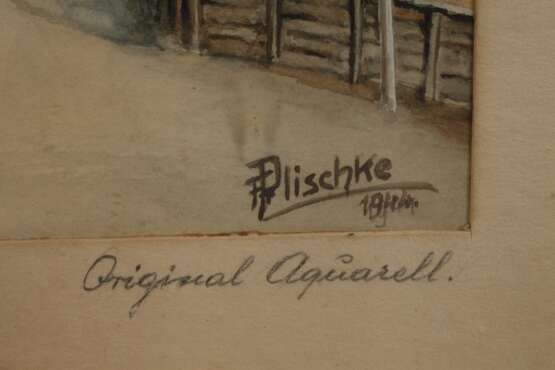 Plischke
Original Aquarell.